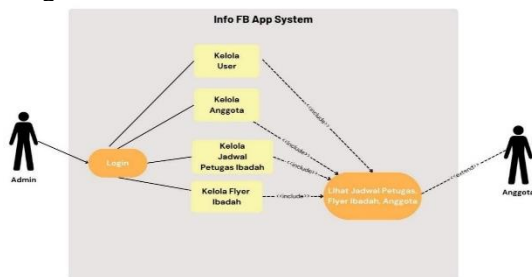 Info FB App System
Kelola
User
Kelola
Anggota
Kelola
Jadwal
Petugas Ibadah
Kelola Flyer
Ibadah
Login
Admin
<<include>>
<<include>>
<<include>>
<<include>>
Lihat Jadwal Petugas,
Flyer Ibadah, Anggota
<<extend>>
Anggota